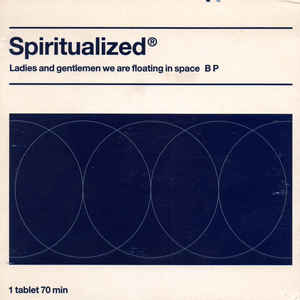 Spiritualized®
Ladies and gentlemen we are floating in space B P
1 tablet 70 min